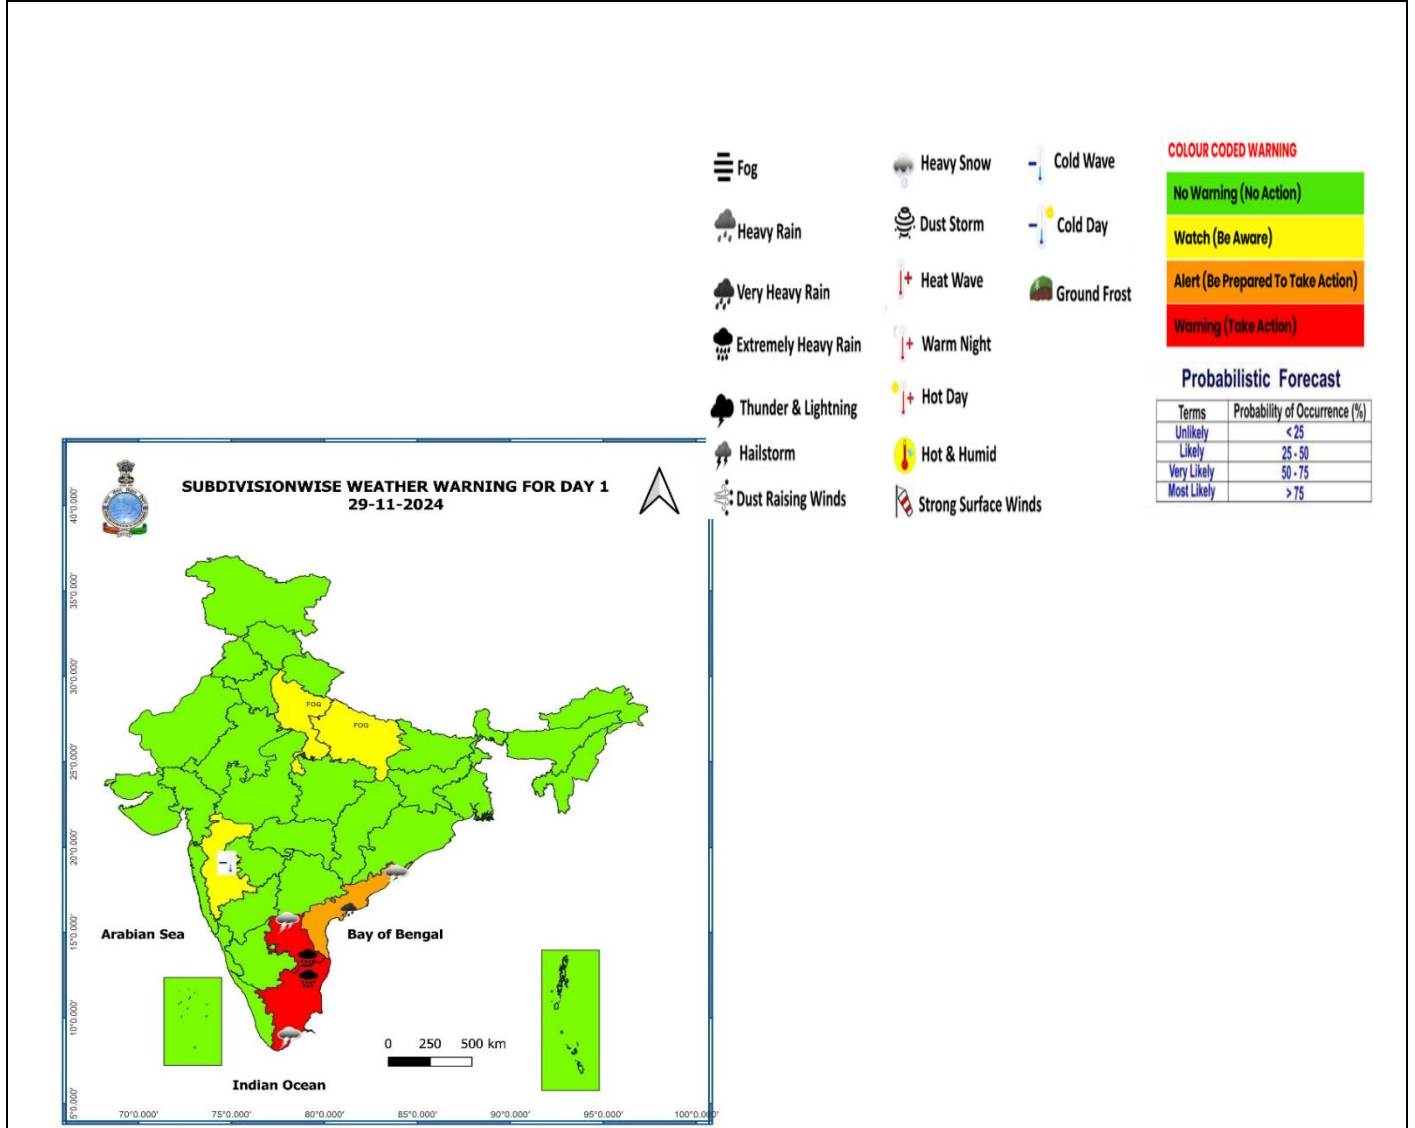 Fog
Heavy Rain
Very Heavy Rain
Extremely Heavy Rain
Thunder & Lightning
Hailstorm
Dust Raising Winds
Heavy Snow
Dust Storm
Heat Wave
Warm Night
Hot Day
Hot & Humid
Strong Surface Winds
Cold Wave
Cold Day
Ground Frost
COLOUR CODED WARNING
No Warning (No Action)
Watch (Be Aware)
Alert (Be Prepared To Take Action)
Warning (Take Action)
Probabilistic Forecast
Terms Probability of Occurrence (%)
Unlikely < 25
Likely 25 - 50
Very Likely 50 - 75
Most Likely > 75
SUBDIVISIONWISE WEATHER WARNING FOR DAY 1
29-11-2024
40°0.000'
35°0.000'
30°0.000'
25°0.000'
20°0.000'
15°0.000'
10°0.000'
5°0.000'
FOG
FOG
Arabian Sea
Bay of Bengal
0 250 500 km
Indian Ocean
70°0.000' 75°0.000' 80°0.000' 85°0.000' 90°0.000' 95°0.000' 100°0.000'